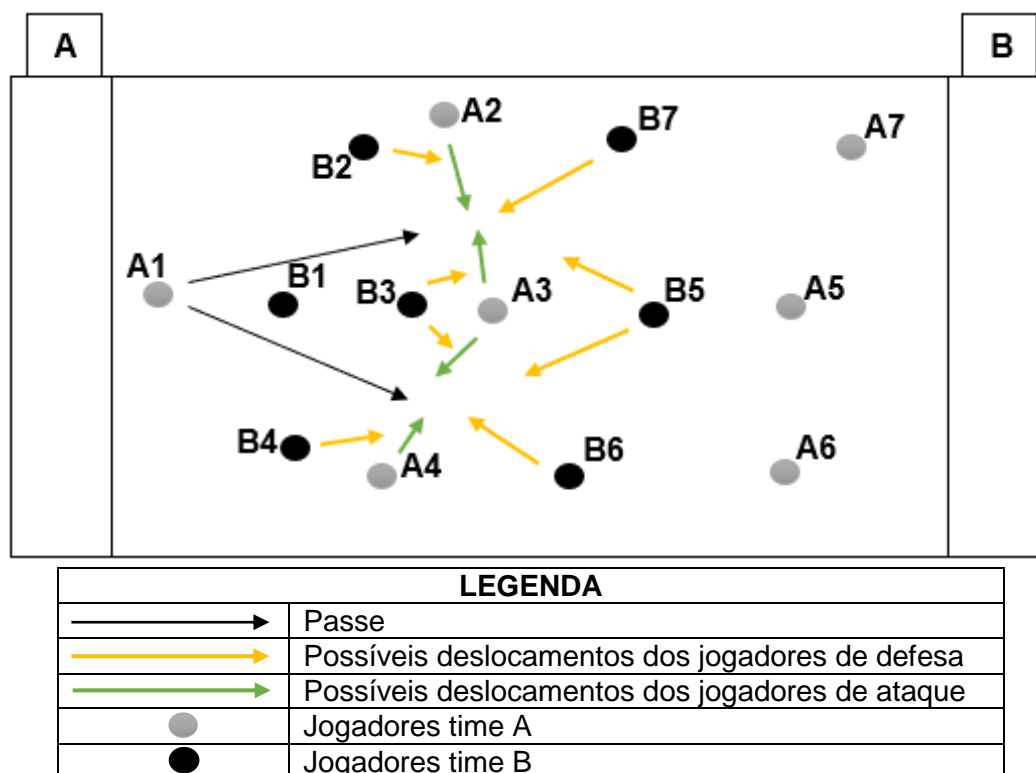 A B
A2 B7 A7
B2
A1 B1 B3 A3 B5 A5
B4 A4 B6 A6
LEGENDA
Passe
Possíveis deslocamentos dos jogadores de defesa
Possíveis deslocamentos dos jogadores de ataque
Jogadores time A
Jogadores time B